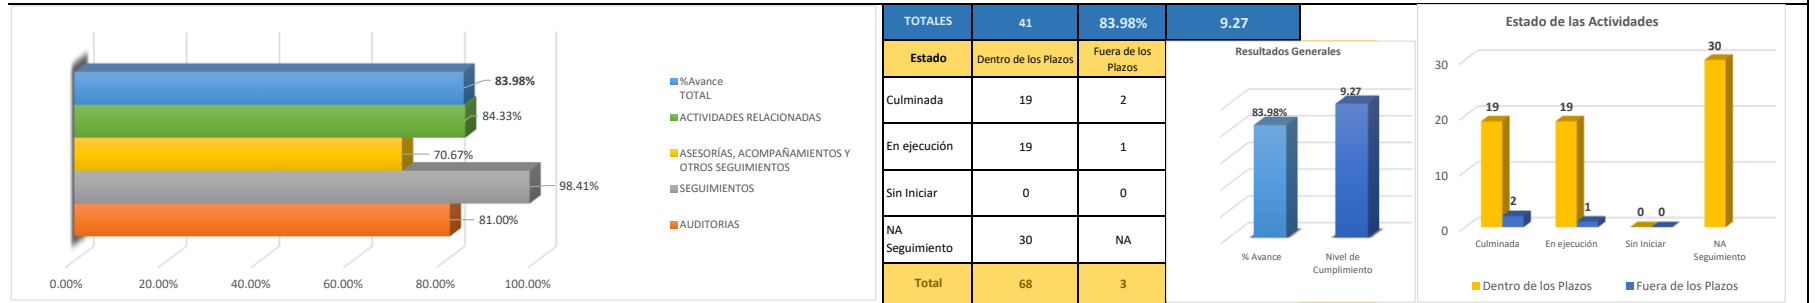 83.98%
84.33%
70.67%
98.41%
81.00%
0.00% 20.00% 40.00% 60.00% 80.00% 100.00%
%Avance
TOTAL
ACTIVIDADES RELACIONADAS
ASESORÍAS, ACOMPAÑAMIENTOS Y
OTROS SEGUIMIENTOS
SEGUIMIENTOS
AUDITORIAS
TOTALES 41 83.98% 9.27
Estado Dentro de los Plazos Fuera de los
Plazos
Culminada 19 2
En ejecución 19 1
Sin Iniciar 0 0
NA
Seguimiento 30 NA
Total 68 3
Resultados Generales
83.98% 9.27
% Avance Nivel de
Cumplimiento
Estado de las Actividades
30
20
10
0
19 2 19 1 0 0 30
Culminada En ejecución Sin Iniciar NA
Seguimiento
Dentro de los Plazos Fuera de los Plazos